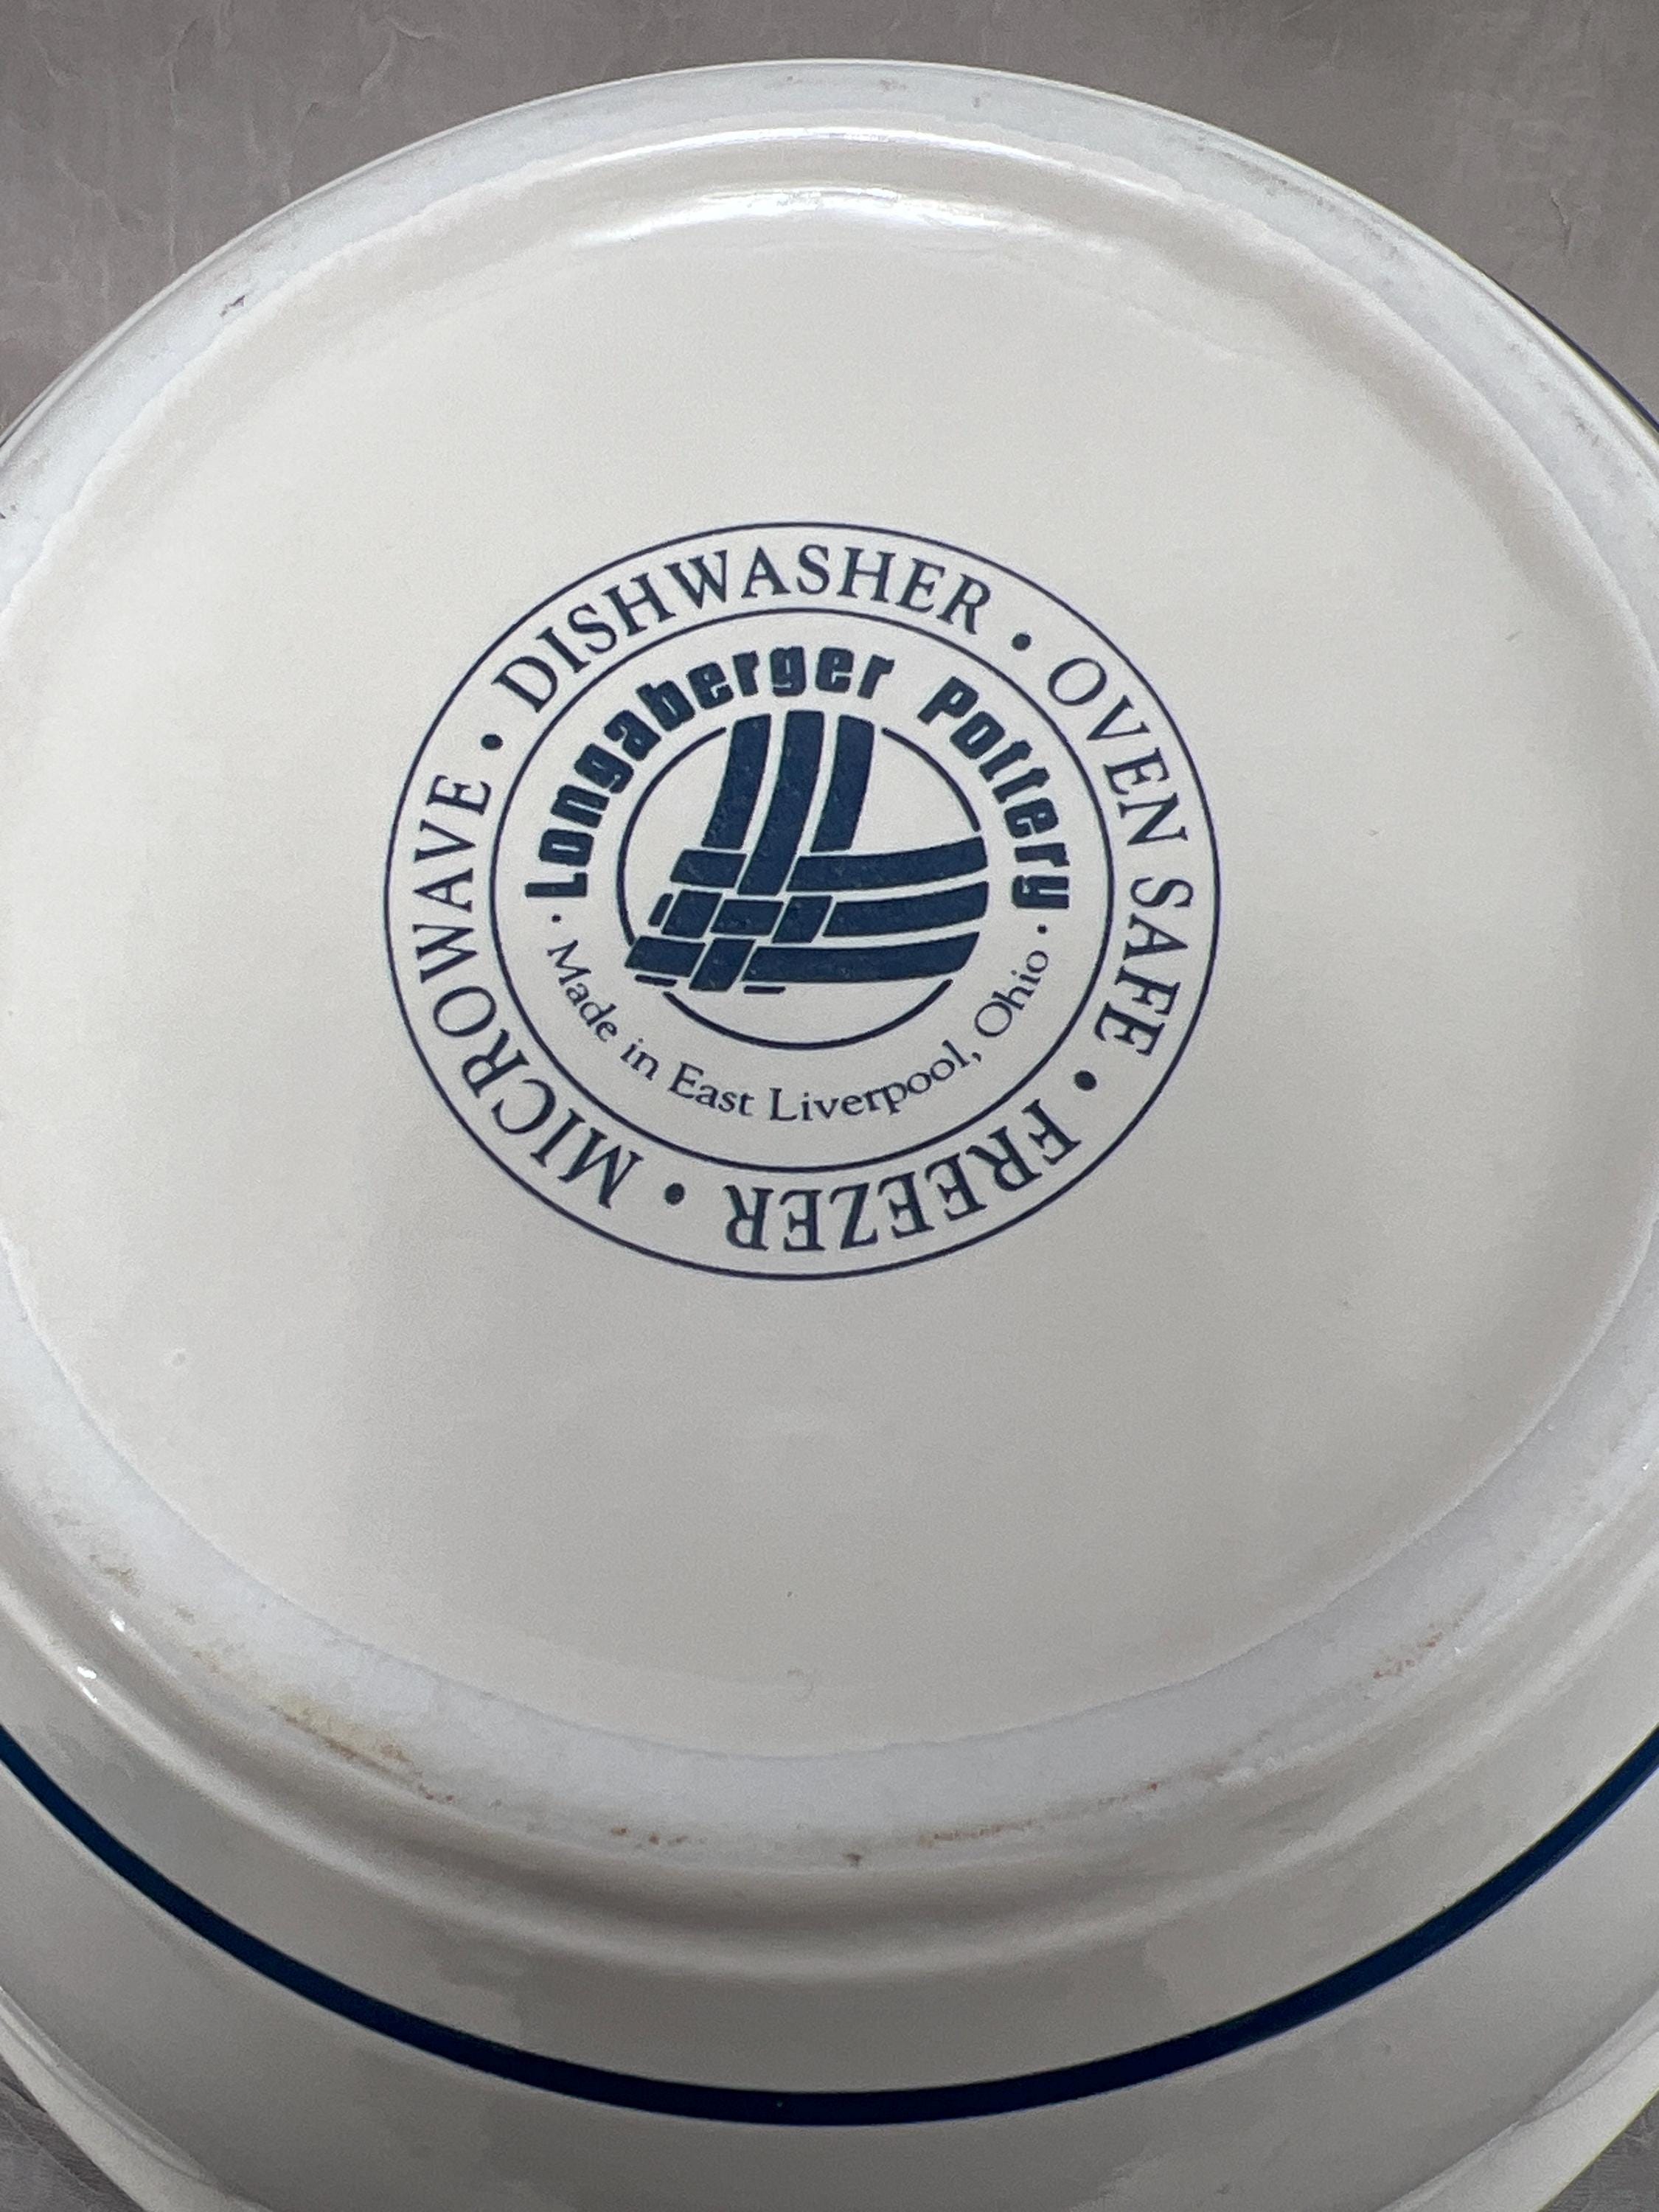 DISHWASHER • OVEN SAFE • FREEZER • MICROWAVE •
Longaberger Pottery
• Made in East Liverpool, Ohio •